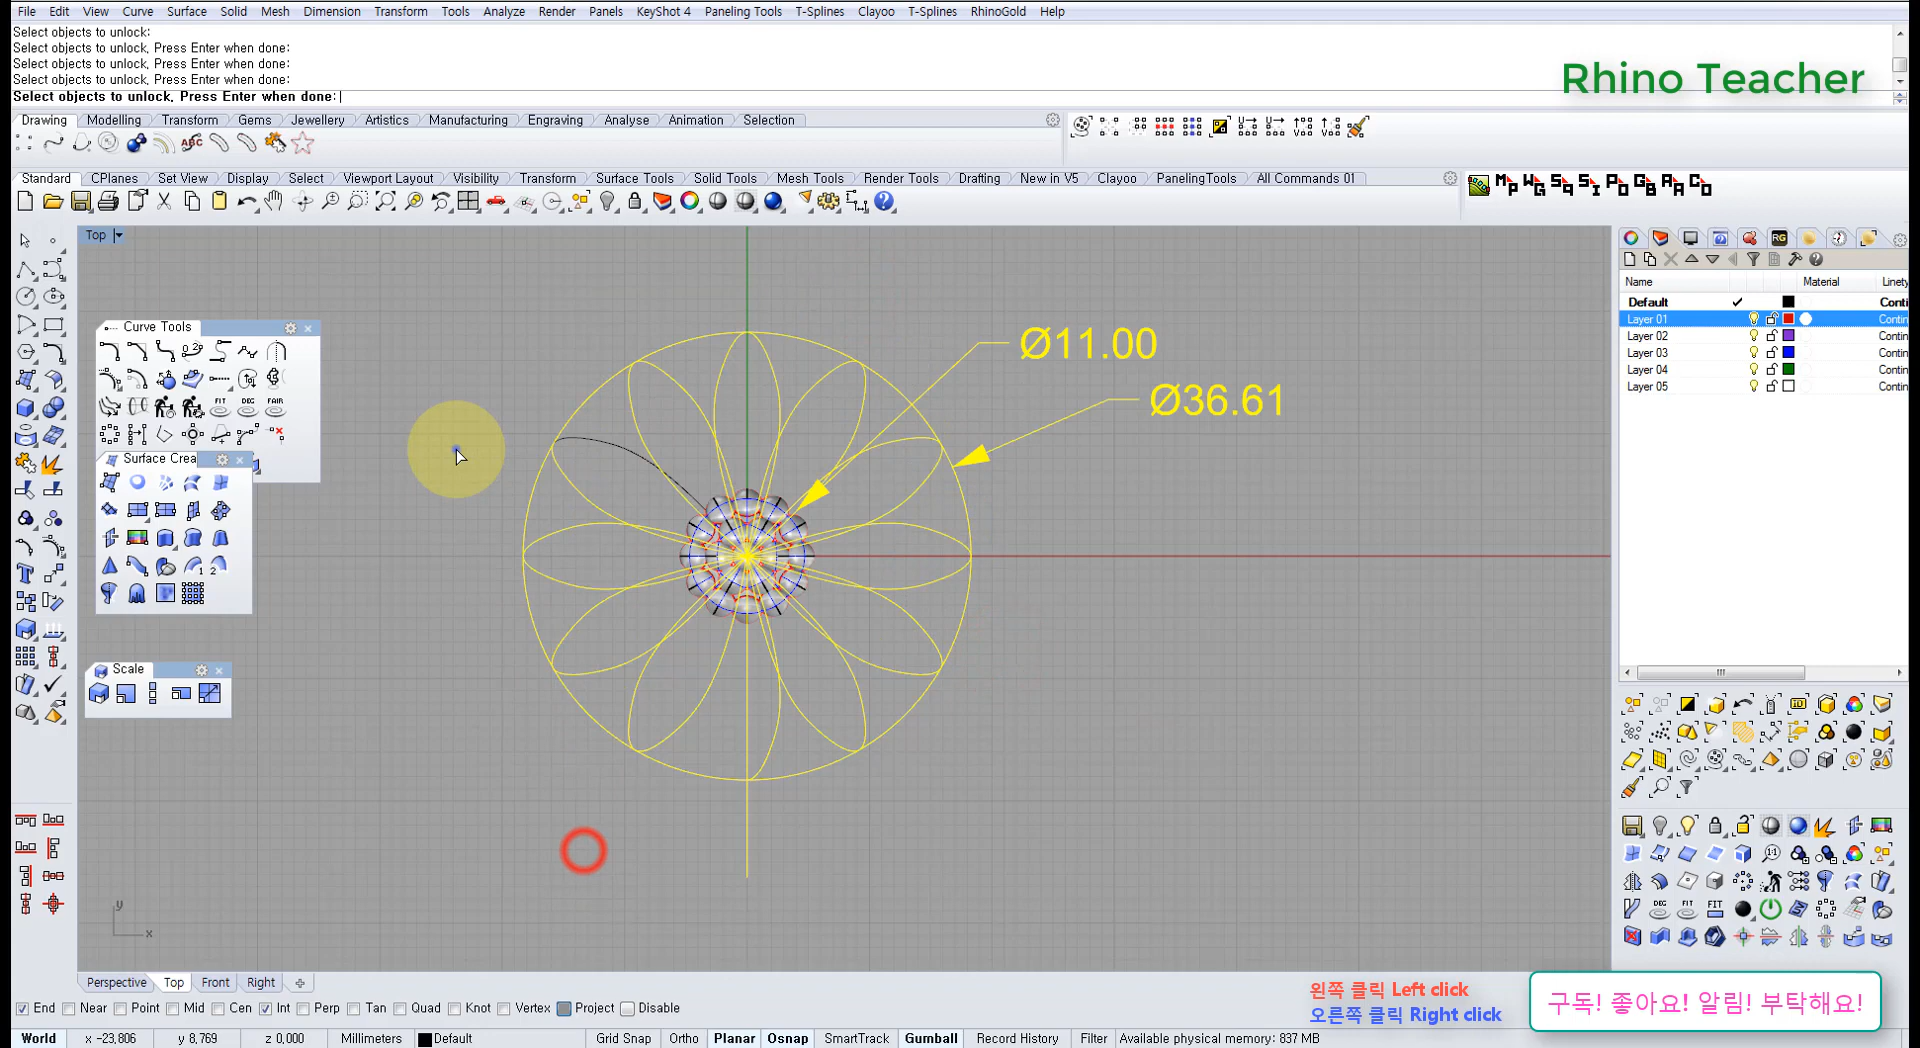 File Edit View Curve Surface Solid Mesh Dimension Transform Tools Analyze Render Panels KeyShot 4 Paneling Tools T-Splines Clayoo T-Splines RhinoGold Help
Select objects to unlock:
Select objects to unlock, Press Enter when done:
Select objects to unlock, Press Enter when done:
Select objects to unlock, Press Enter when done:
Select objects to unlock, Press Enter when done:
Rhino Teacher
Drawing Modelling Transform Gems Jewellery Artistics Manufacturing Engraving Analyse Animation Selection
Standard CPlanes Set View Display Select Viewport Layout Visibility Transform Curve Tools Surface Tools Solid Tools Mesh Tools Render Tools Drafting New in V5 Clayoo PanelingTools All Commands 01
Top
Name Material Linety
Default Conti
Layer 01 Contin
Layer 02 Contin
Layer 03 Contin
Layer 04 Contin
Layer 05 Contin
Curve Tools
Surface Crea
Scale
Ø11.00
Ø36.61
y
x
Perspective Top Front Right
End Near Point Mid Cen Int Perp Tan Quad Knot Vertex Project Disable
왼쪽 클릭 Left click
오른쪽 클릭 Right click
구독! 좋아요! 알림! 부탁해요!
World x -23,806 y 8,769 z 0,000 Millimeters Default Grid Snap Ortho Planar Osnap SmartTrack Gumball Record History Filter Available physical memory: 837 MB